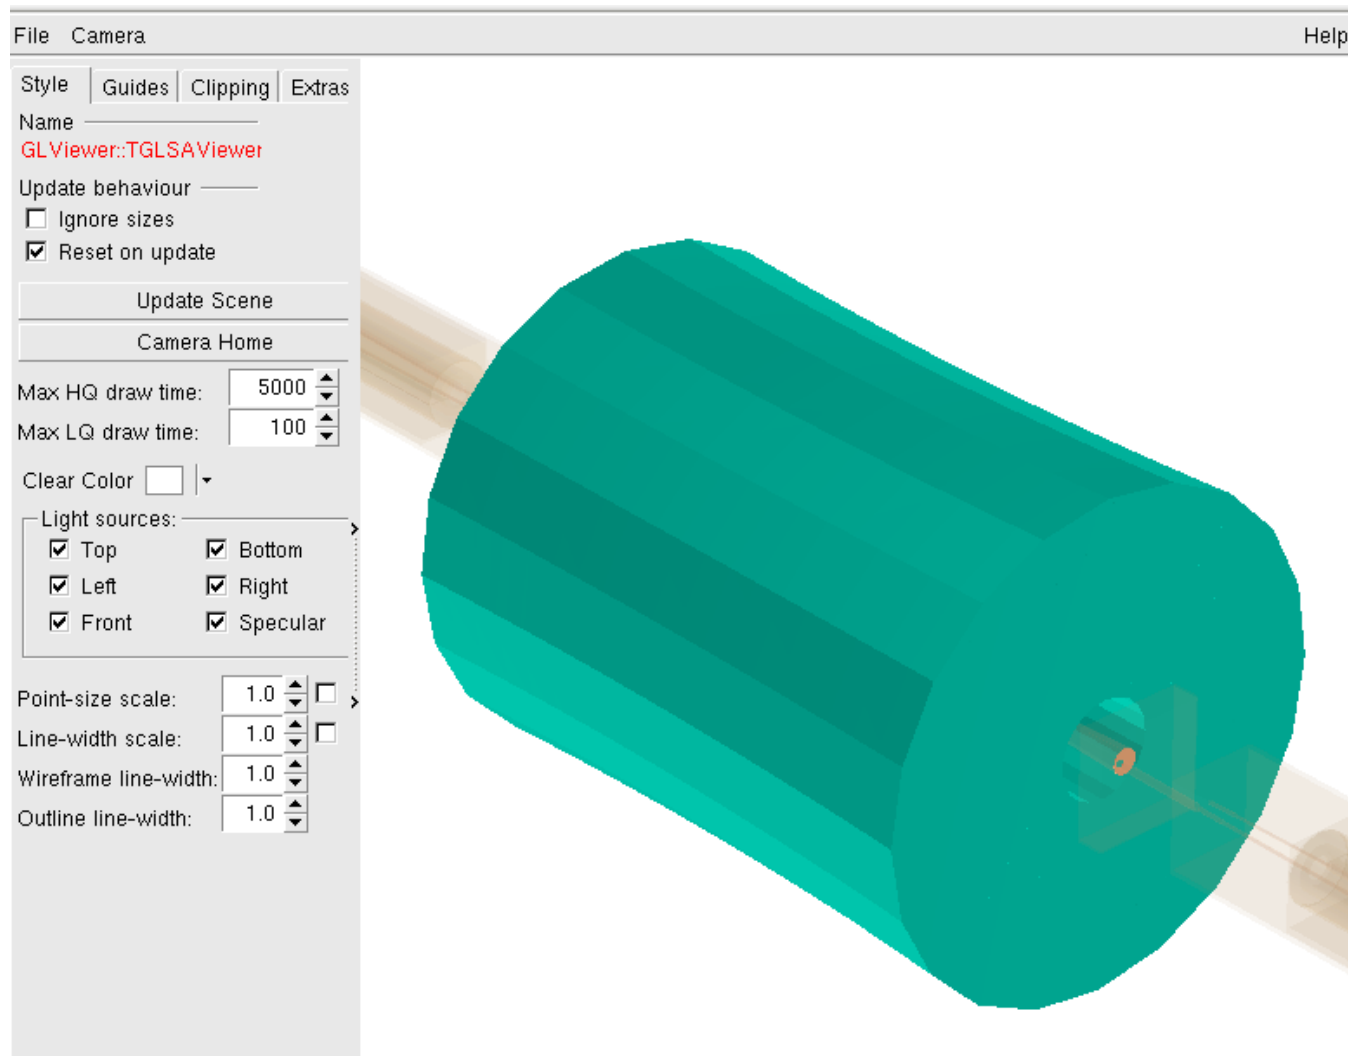 File Camera Help
Style Guides Clipping Extras
Name
GLViewer::TGLSAViewer
Update behaviour
Ignore sizes
Reset on update
Update Scene
Camera Home
Max HQ draw time: 5000
Max LQ draw time: 100
Clear Color
Light sources:
Top Bottom
Left Right
Front Specular
Point-size scale: 1.0
Line-width scale: 1.0
Wireframe line-width: 1.0
Outline line-width: 1.0